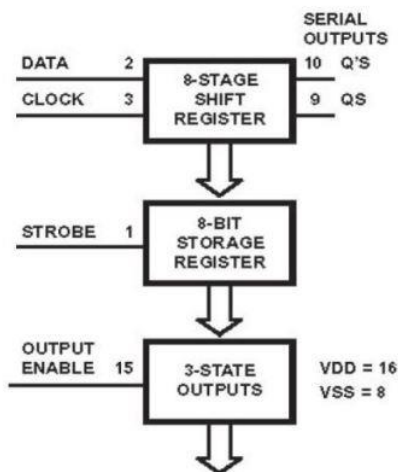 SERIAL
OUTPUTS
DATA 2
10 Q'S
CLOCK 3
9 QS
8-STAGE
SHIFT
REGISTER
STROBE 1
8-BIT
STORAGE
REGISTER
OUTPUT
ENABLE 15
3-STATE
OUTPUTS
VDD = 16
VSS = 8